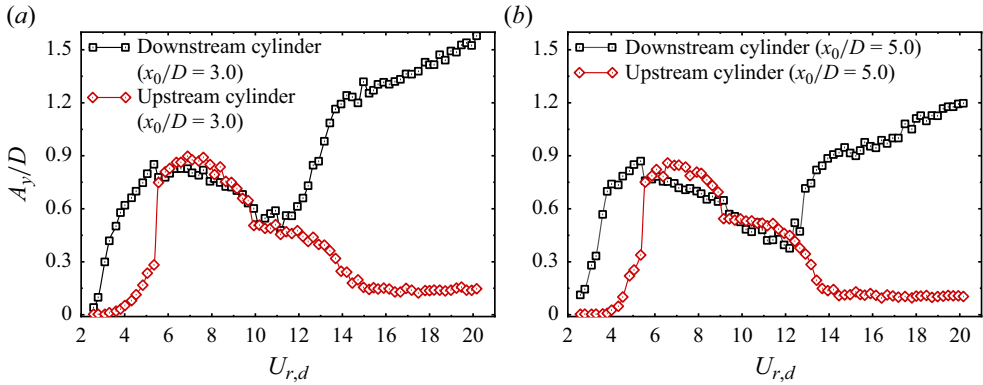 (a)
(b)
Downstream cylinder
(x₀/D = 3.0)
Upstream cylinder
(x₀/D = 3.0)
Downstream cylinder (x₀/D = 5.0)
Upstream cylinder (x₀/D = 5.0)
A_y/D
1.5
1.2
0.9
0.6
0.3
0
2 4 6 8 10 12 14 16 18 20
U_{r,d}
1.5
1.2
0.9
0.6
0.3
0
2 4 6 8 10 12 14 16 18 20
U_{r,d}